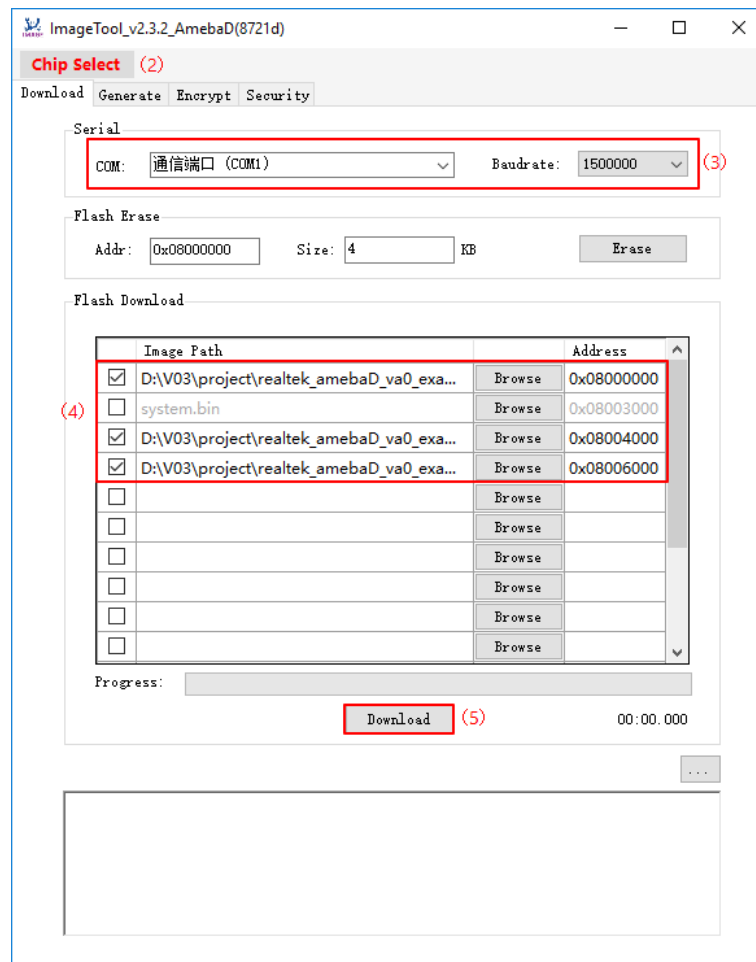 ImageTool_v2.3.2_AmebaD(8721d)
Chip Select (2)
Download Generate Encrypt Security
Serial
COM: 通信端口 (COM1) Baudrate: 1500000 (3)
Flash Erase
Addr: 0x08000000 Size: 4 KB Erase
Flash Download
Image Path Address
D:\V03\project\realtek_amebaD_va0_exa... Browse 0x08000000
(4) system.bin Browse 0x08003000
D:\V03\project\realtek_amebaD_va0_exa... Browse 0x08004000
D:\V03\project\realtek_amebaD_va0_exa... Browse 0x08006000
Browse
Browse
Browse
Browse
Browse
Browse
Progress:
Download (5) 00:00.000
...